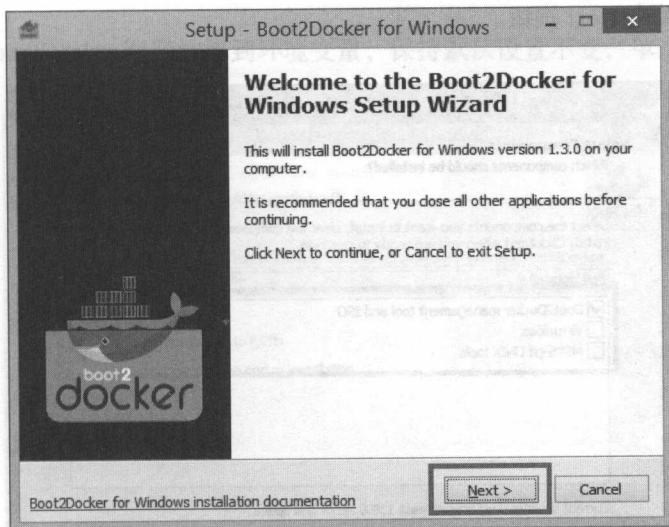 Setup - Boot2Docker for Windows
Welcome to the Boot2Docker for
Windows Setup Wizard
This will install Boot2Docker for Windows version 1.3.0 on your
computer.
It is recommended that you close all other applications before
continuing.
Click Next to continue, or Cancel to exit Setup.
boot2
docker
Boot2Docker for Windows installation documentation
Next >
Cancel